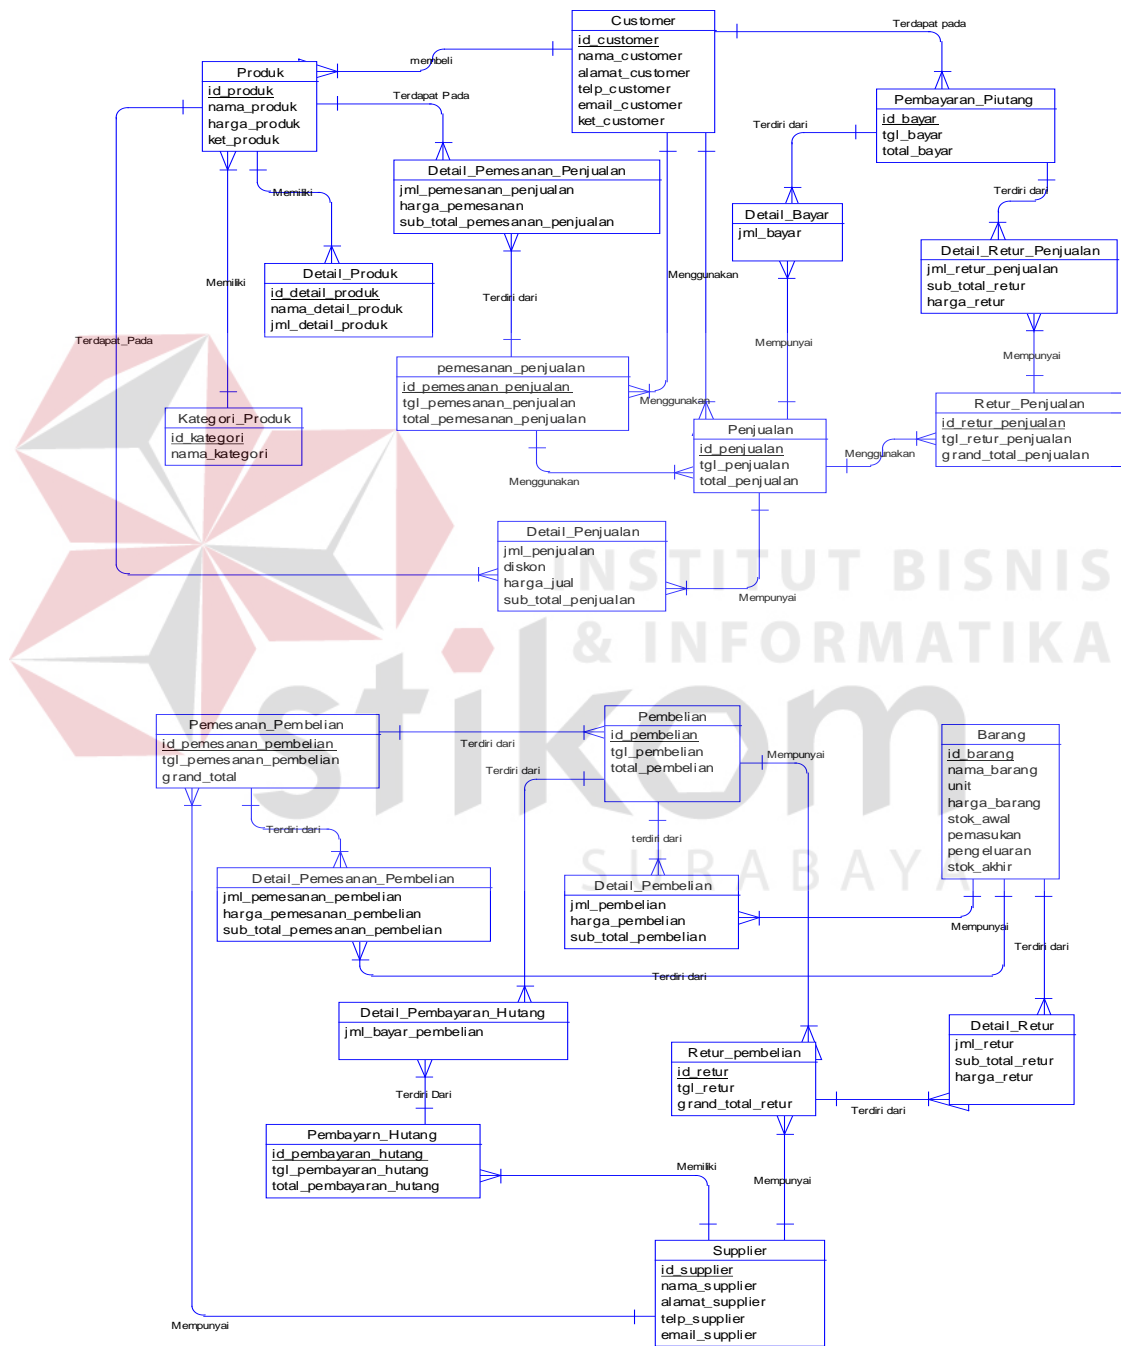 Customer
id_customer
nama_customer
alamat_customer
telp_customer
email_customer
ket_customer
Terdapat pada
membeli
Produk
id_produk
nama_produk
harga_produk
ket_produk
Terdapat Pada
Pembayaran_Piutang
id_bayar
tgl_bayar
total_bayar
Terdiri dari
Detail_Pemesanan_Penjualan
jml_pemesanan_penjualan
harga_pemesanan
sub_total_pemesanan_penjualan
Memiliki
Terdiri dari
Detail_Bayar
jml_bayar
Detail_Retur_Penjualan
jml_retur_penjualan
sub_total_retur
harga_retur
Detail_Produk
id_detail_produk
nama_detail_produk
jml_detail_produk
Memiliki
Terdiri dari
Menggunakan
Terdapat_Pada
Mempunyai
Mempunyai
pemesanan_penjualan
id_pemesanan_penjualan
tgl_pemesanan_penjualan
total_pemesanan_penjualan
Menggunakan
Kategori_Produk
id_kategori
nama_kategori
Penjualan
id_penjualan
tgl_penjualan
total_penjualan
Retur_Penjualan
id_retur_penjualan
tgl_retur_penjualan
grand_total_penjualan
Menggunakan
Menggunakan
Detail_Penjualan
jml_penjualan
diskon
harga_jual
sub_total_penjualan
Mempunyai
INSTITUT BISNIS
& INFORMATIKA
stikom
SURABAYA
Pemesanan_Pembelian
id_pemesanan_pembelian
tgl_pemesanan_pembelian
grand_total
Terdiri dari
Pembelian
id_pembelian
tgl_pembelian
total_pembelian
Mempunyai
Terdiri dari
Barang
id_barang
nama_barang
unit
harga_barang
stok_awal
pemasukan
pengeluaran
stok_akhir
Terdiri dari
terdiri dari
Detail_Pemesanan_Pembelian
jml_pemesanan_pembelian
harga_pemesanan_pembelian
sub_total_pemesanan_pembelian
Detail_Pembelian
jml_pembelian
harga_pembelian
sub_total_pembelian
Mempunyai
Terdiri dari
Terdiri dari
Detail_Pembayaran_Hutang
jml_bayar_pembelian
Detail_Retur
jml_retur
sub_total_retur
harga_retur
Retur_pembelian
id_retur
tgl_retur
grand_total_retur
Terdiri dari
Terdiri Dari
Pembayarn_Hutang
id_pembayaran_hutang
tgl_pembayaran_hutang
total_pembayaran_hutang
Memiliki
Mempunyai
Supplier
id_supplier
nama_supplier
alamat_supplier
telp_supplier
email_supplier
Mempunyai